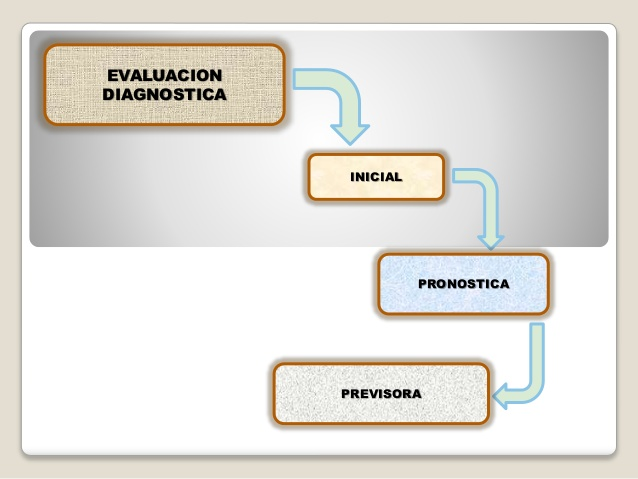 EVALUACION
DIAGNOSTICA
INICIAL
PRONOSTICA
PREVISORA